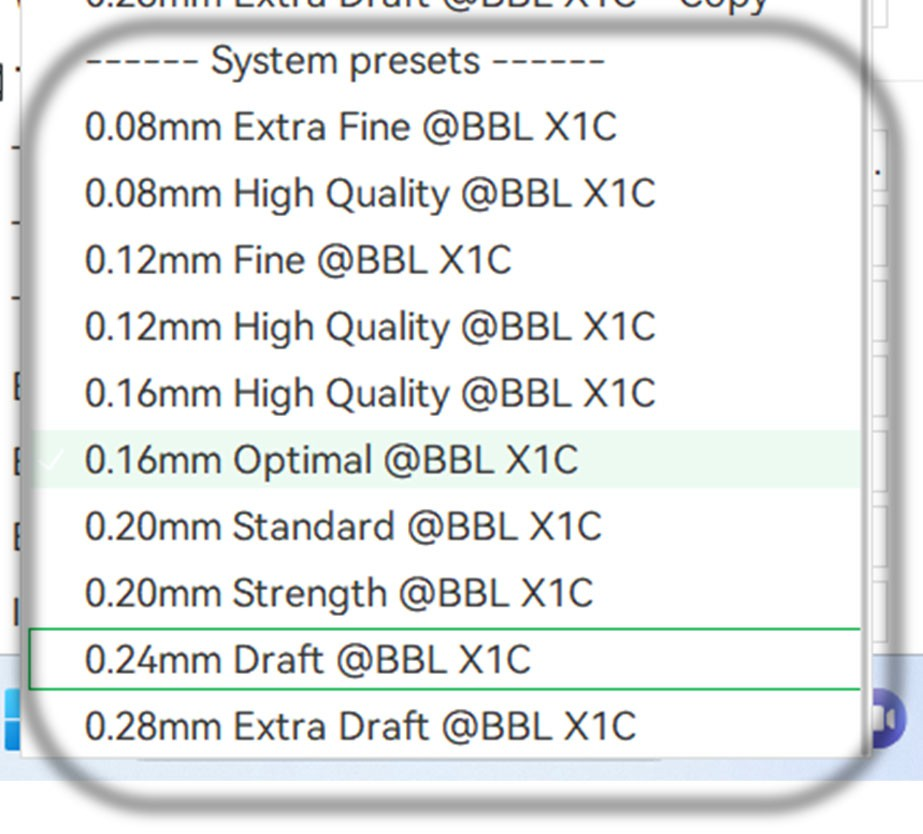 0.28mm Extra Draft @BBL X1C - Copy
------ System presets ------
0.08mm Extra Fine @BBL X1C
0.08mm High Quality @BBL X1C
0.12mm Fine @BBL X1C
0.12mm High Quality @BBL X1C
0.16mm High Quality @BBL X1C
0.16mm Optimal @BBL X1C
0.20mm Standard @BBL X1C
0.20mm Strength @BBL X1C
0.24mm Draft @BBL X1C
0.28mm Extra Draft @BBL X1C